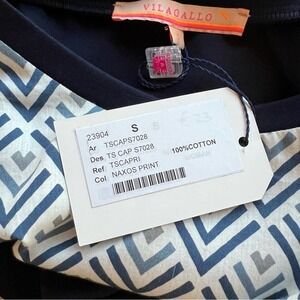 VILAGALLO
23904 S
Ar. TSCAPS7028
Des. TS CAP S7028
Ref. TSCAPRI
100%COTTON
Col. NAXOS PRINT